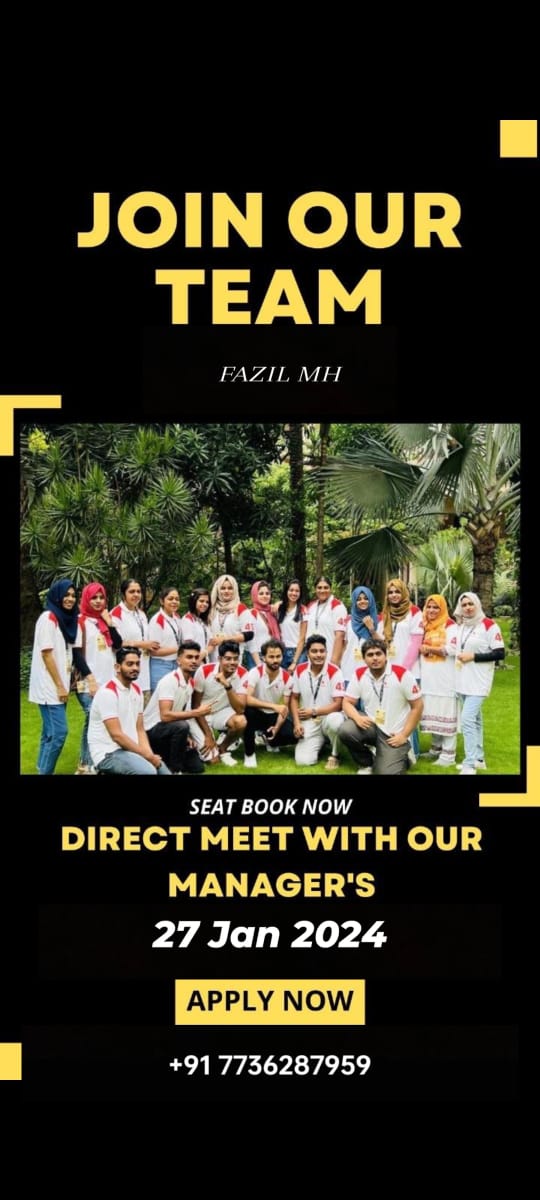 JOIN OUR
TEAM
FAZIL MH
SEAT BOOK NOW
DIRECT MEET WITH OUR
MANAGER'S
27 Jan 2024
APPLY NOW
+91 7736287959